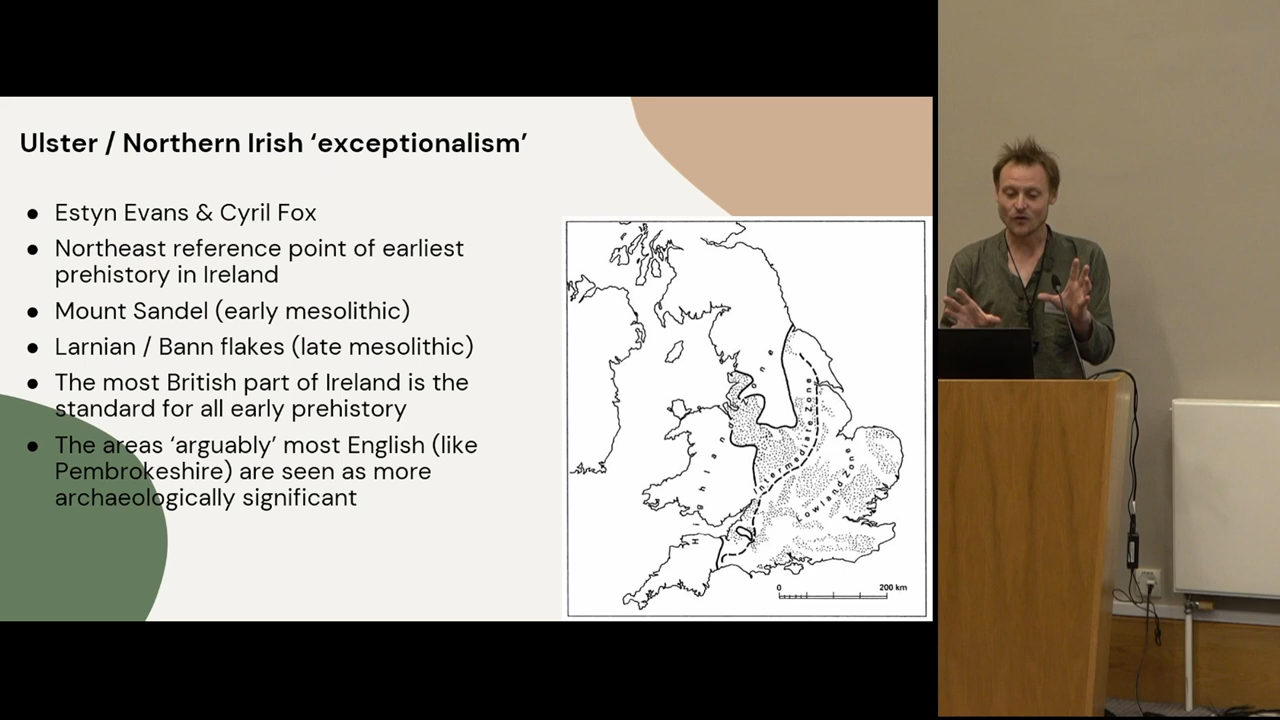 Ulster / Northern Irish ‘exceptionalism’
● Estyn Evans & Cyril Fox
● Northeast reference point of earliest
prehistory in Ireland
● Mount Sandel (early mesolithic)
● Larnian / Bann flakes (late mesolithic)
● The most British part of Ireland is the
standard for all early prehistory
● The areas ‘arguably’ most English (like
Pembrokeshire) are seen as more
archaeologically significant
Highland Zone
Intermediate Zone
Lowland Zone
0 200 km